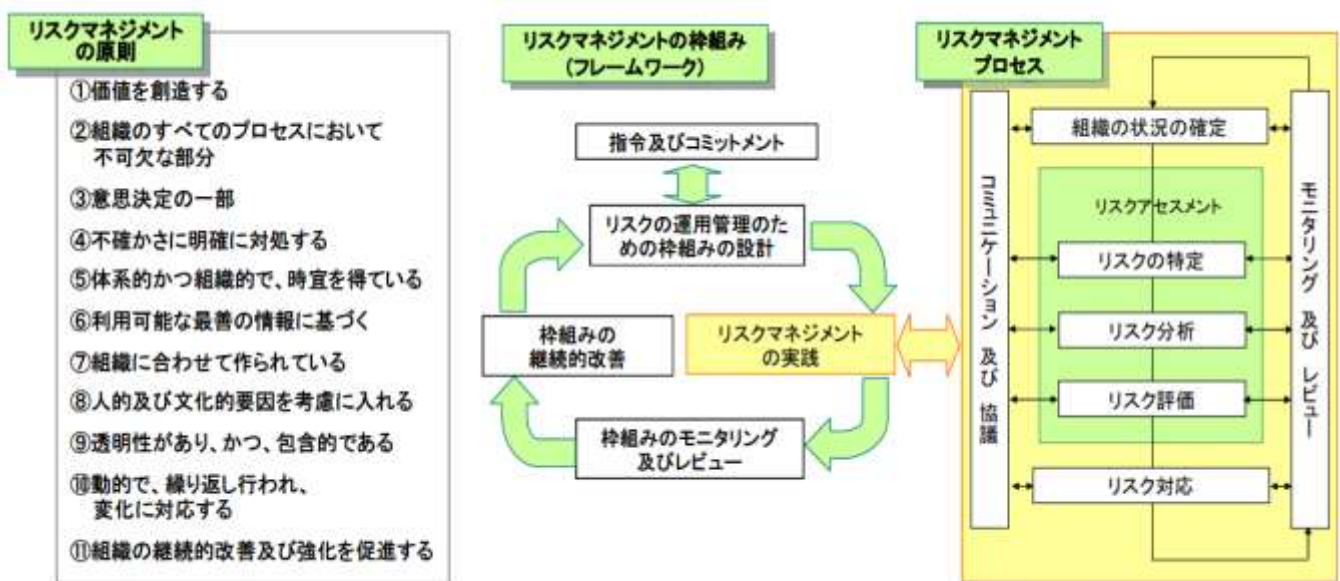 リスクマネジメント
の原則
①価値を創造する
②組織のすべてのプロセスにおいて
不可欠な部分
③意思決定の一部
④不確かさに明確に対処する
⑤体系的かつ組織的で、時宜を得ている
⑥利用可能な最善の情報に基づく
⑦組織に合わせて作られている
⑧人的及び文化的要因を考慮に入れる
⑨透明性があり、かつ、包含的である
⑩動的で、繰り返し行われ、
変化に対応する
⑪組織の継続的改善及び強化を促進する
リスクマネジメントの枠組み
(フレームワーク)
指令及びコミットメント
リスクの運用管理のた
めの枠組みの設計
枠組みの
継続的改善
リスクマネジメント
の実践
枠組みのモニタリング
及びレビュー
リスクマネジメント
プロセス
コミュニケーション 及び 協議
組織の状況の確定
リスクアセスメント
リスクの特定
リスク分析
リスク評価
リスク対応
モニタリング 及び レビュー